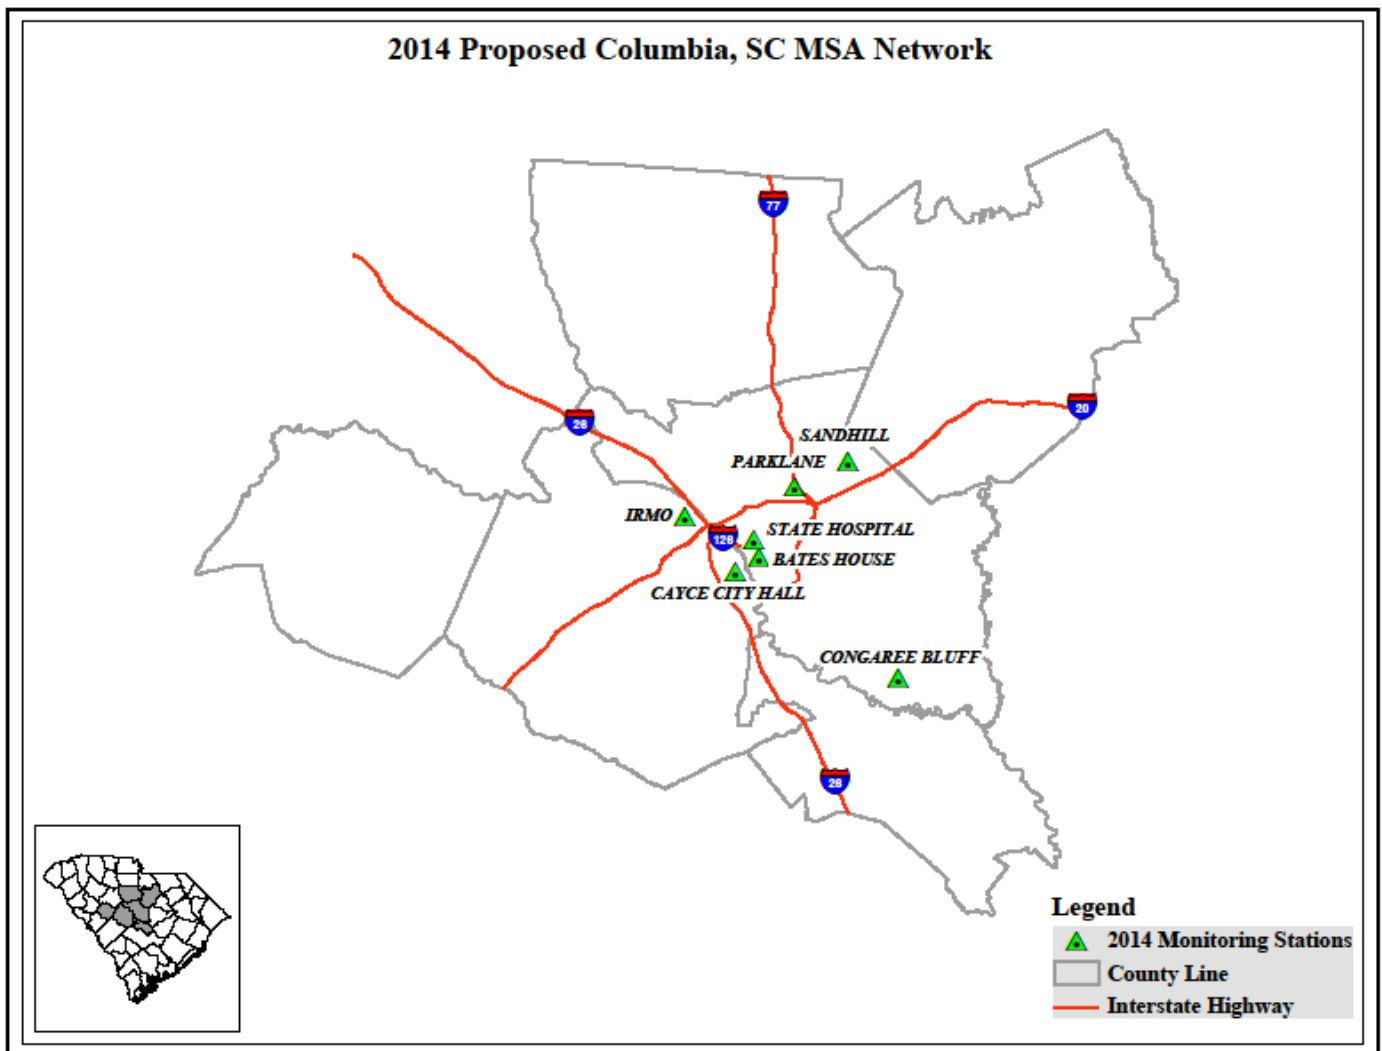 2014 Proposed Columbia, SC MSA Network
77
20
26
SANDHILL
PARKLANE
IRMO
STATE HOSPITAL
126
BATES HOUSE
CAYCE CITY HALL
CONGAREE BLUFF
26
Legend
2014 Monitoring Stations
County Line
Interstate Highway